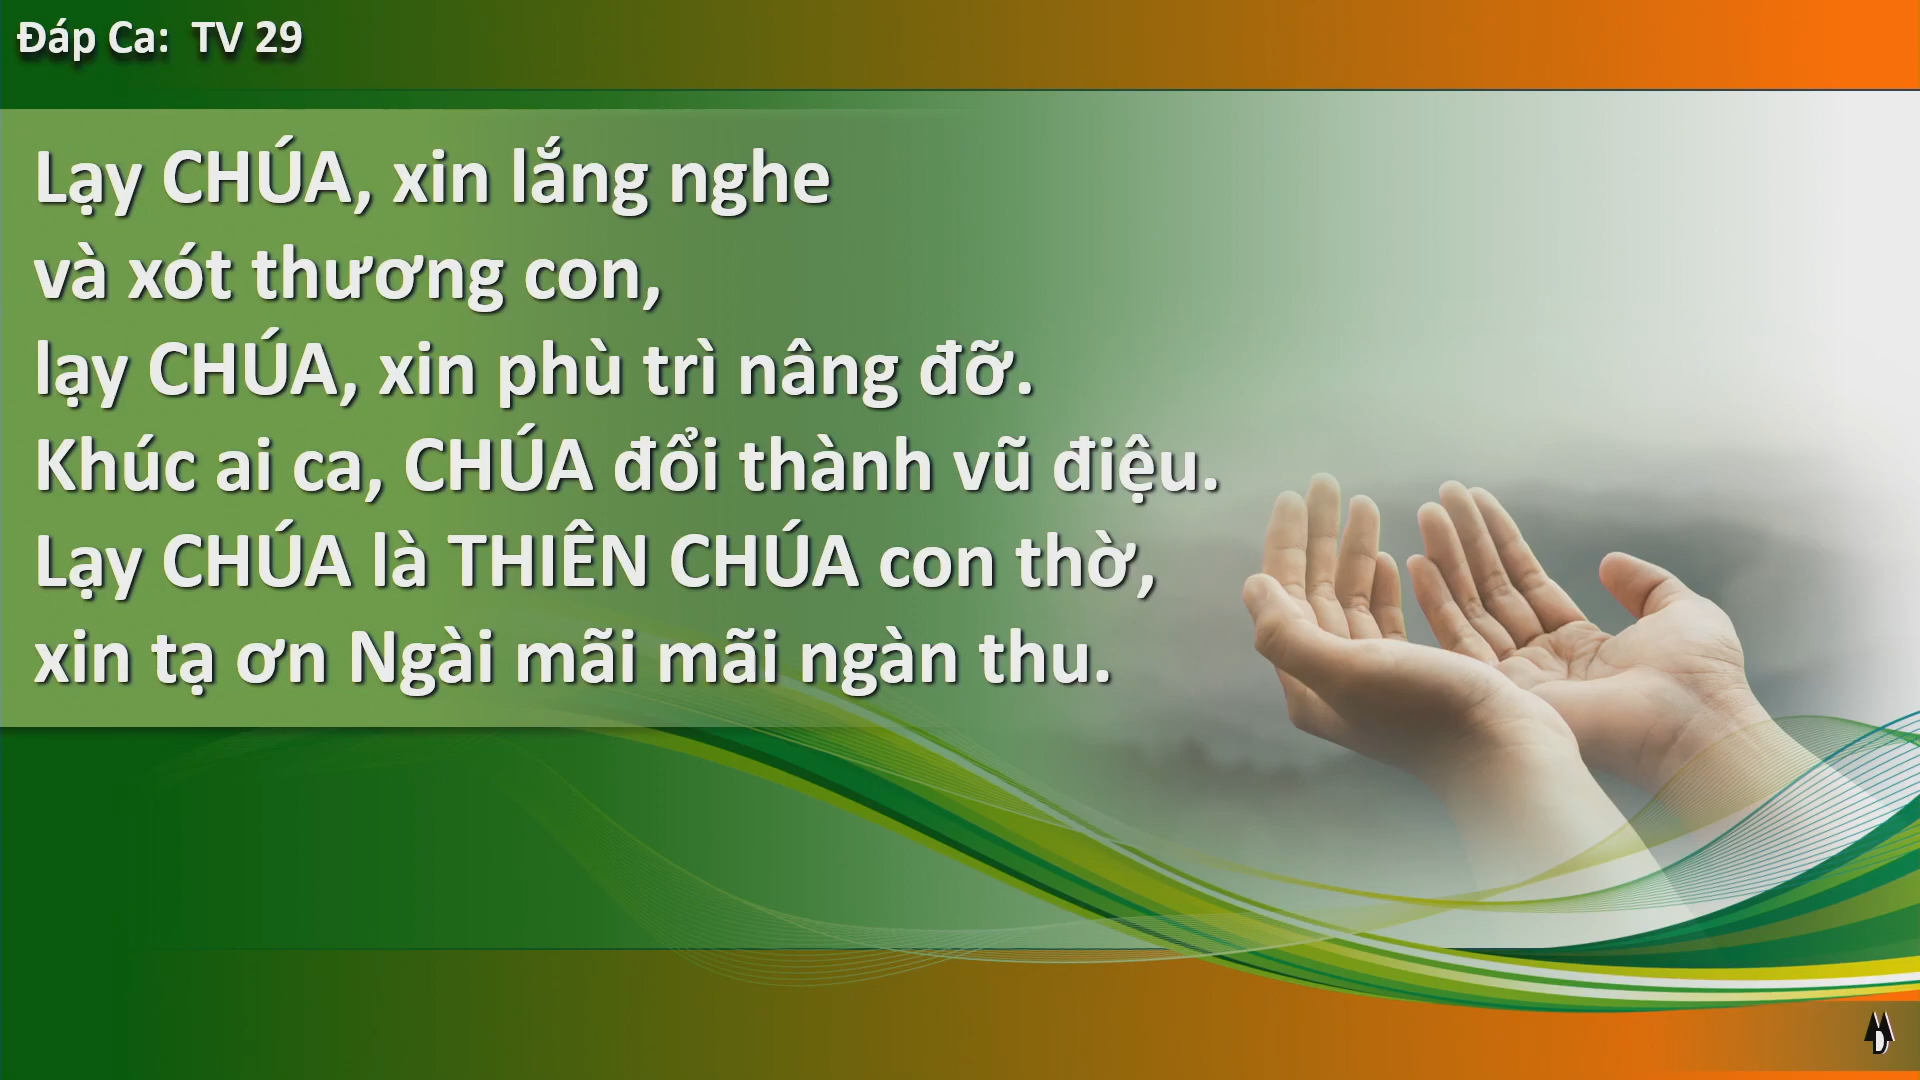 Đáp Ca: TV 29
Lạy CHÚA, xin lắng nghe
và xót thương con,
lạy CHÚA, xin phù trì nâng đỡ.
Khúc ai ca, CHÚA đổi thành vũ điệu.
Lạy CHÚA là THIÊN CHÚA con thờ,
xin tạ ơn Ngài mãi mãi ngàn thu.